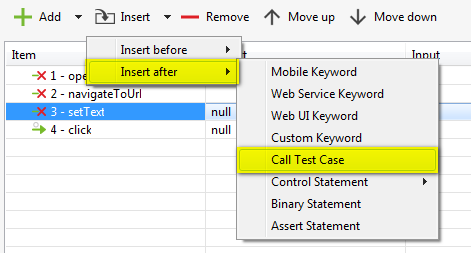 Add Insert Remove Move up Move down
Item Input
Insert before
Insert after
1 - ope
2 - navigateToUrl
3 - setText null
4 - click null
Mobile Keyword
Web Service Keyword
Web UI Keyword
Custom Keyword
Call Test Case
Control Statement
Binary Statement
Assert Statement